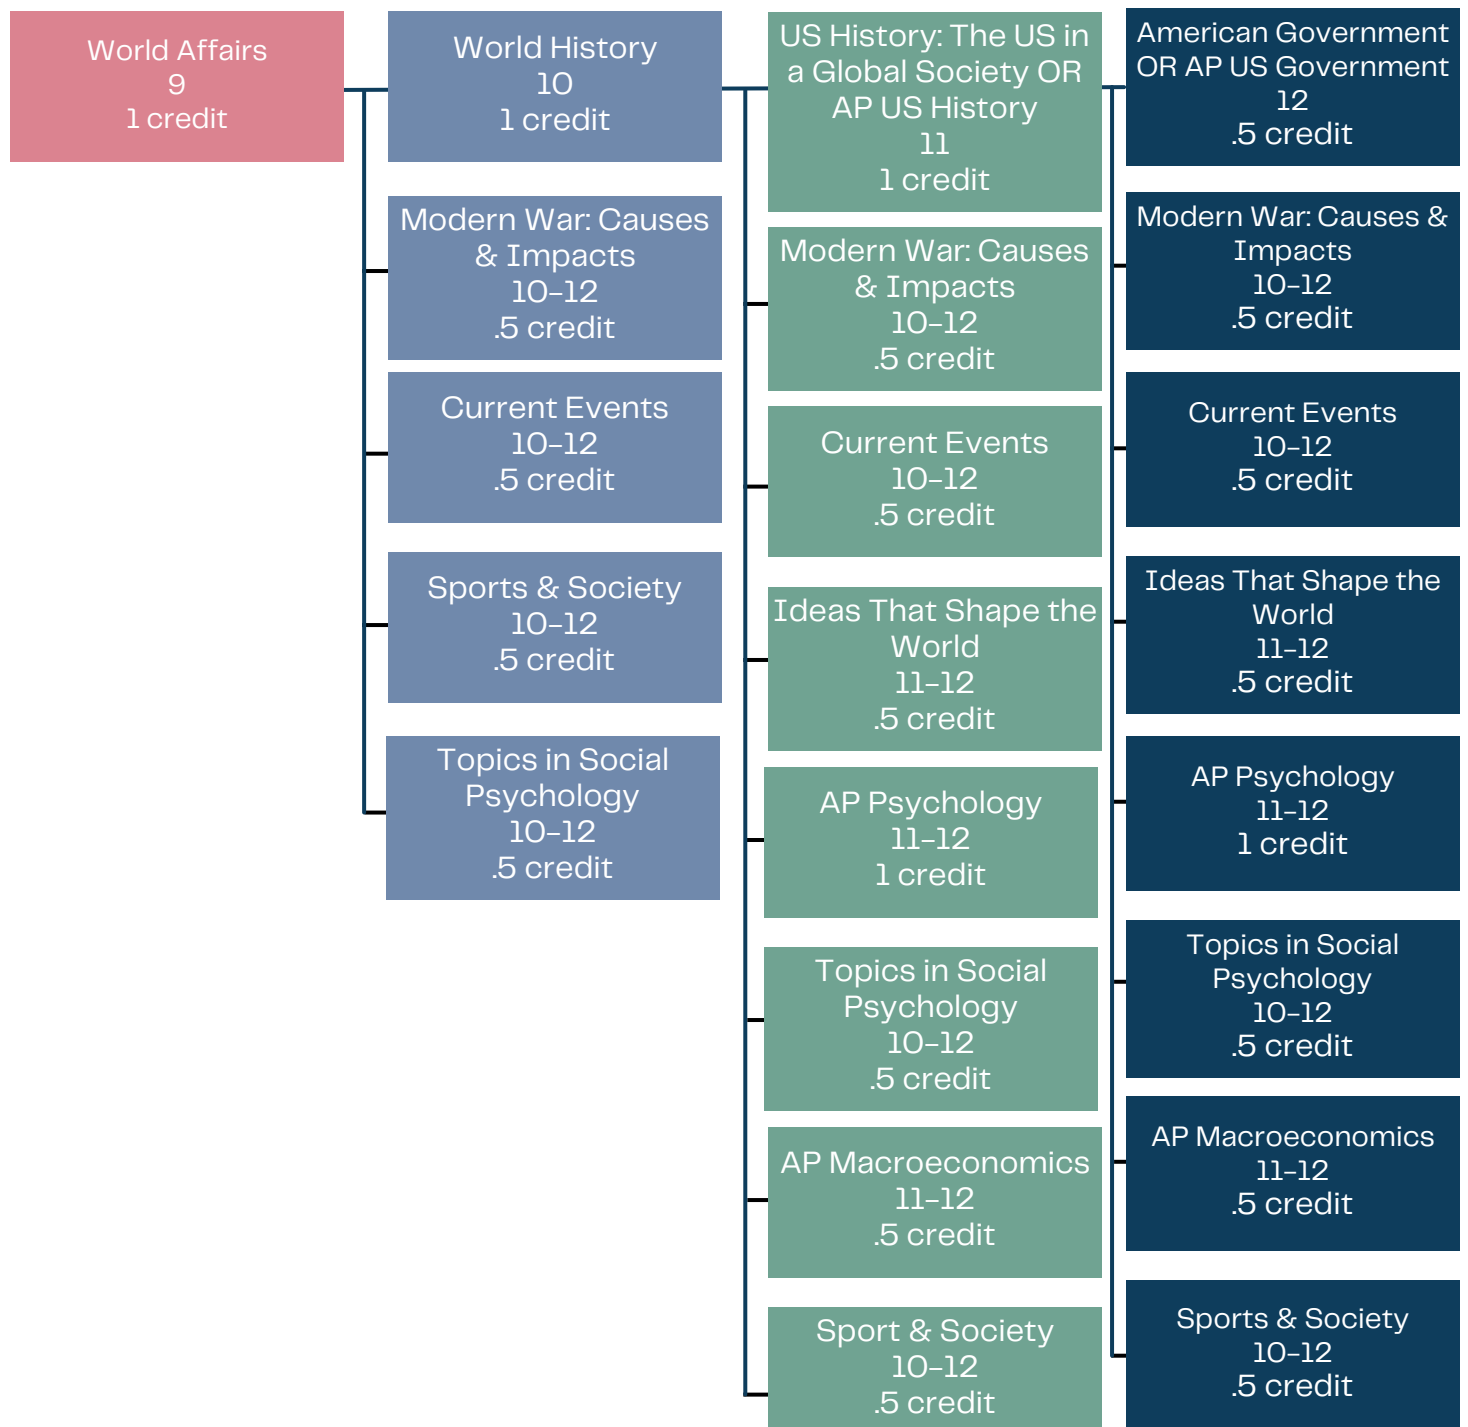 World Affairs
9
1 credit
World History
10
1 credit
Modern War: Causes
& Impacts
10-12
.5 credit
Current Events
10-12
.5 credit
Sports & Society
10-12
.5 credit
Topics in Social
Psychology
10-12
.5 credit
US History: The US in
a Global Society OR
AP US History
11
1 credit
Modern War: Causes
& Impacts
10-12
.5 credit
Current Events
10-12
.5 credit
Ideas That Shape the
World
11-12
.5 credit
AP Psychology
11-12
1 credit
Topics in Social
Psychology
10-12
.5 credit
AP Macroeconomics
11-12
.5 credit
Sport & Society
10-12
.5 credit
American Government
OR AP US Government
12
.5 credit
Modern War: Causes &
Impacts
10-12
.5 credit
Current Events
10-12
.5 credit
Ideas That Shape the
World
11-12
.5 credit
AP Psychology
11-12
1 credit
Topics in Social
Psychology
10-12
.5 credit
AP Macroeconomics
11-12
.5 credit
Sports & Society
10-12
.5 credit